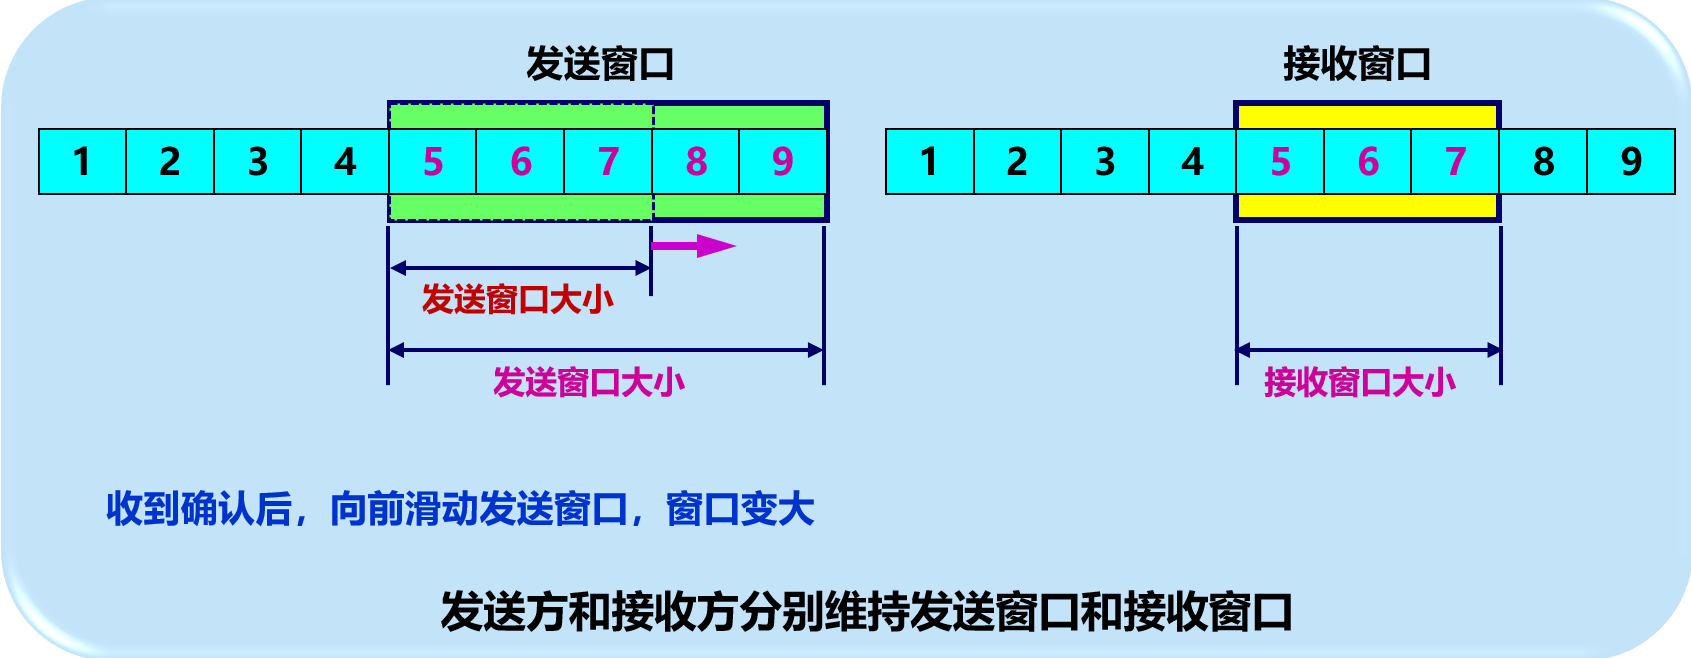 发送窗口 接收窗口
1 2 3 4 5 6 7 8 9 1 2 3 4 5 6 7 8 9
发送窗口大小
发送窗口大小 接收窗口大小
收到确认后，向前滑动发送窗口，窗口变大
发送方和接收方分别维持发送窗口和接收窗口